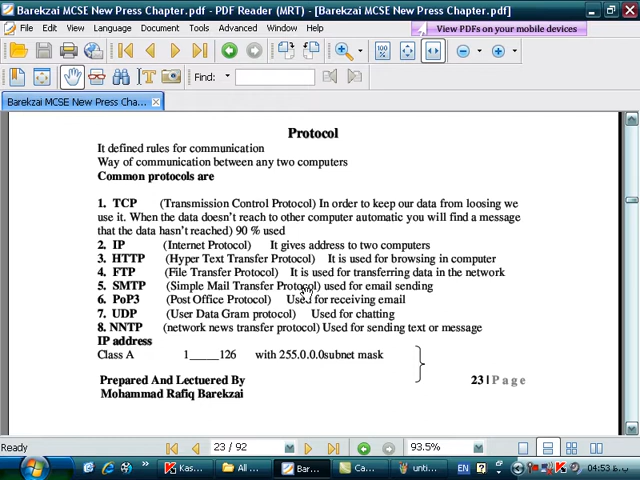 Barekzai MCSE New Press Chapter.pdf - PDF Reader (MRT) - [Barekzai MCSE New Press Chapter.pdf]
File Edit View Language Document Tools Window Help View PDFs on your mobile devices
100%
Find:
Barekzai MCSE New Press Cha...
Protocol
It defined rules for communication
Way of communication between any two computers
Common protocols are
1. TCP (Transmission Control Protocol) In order to keep our data from loosing we
use it. When the data doesn't reach to other computer automatic you will find a message
that the data hasn't reached) 90 % used
2. IP (Internet Protocol) It gives address to two computers
3. HTTP (Hyper Text Transfer Protocol) It is used for browsing in computer
4. FTP (File Transfer Protocol) It is used for transferring data in the network
5. SMTP (Simple Mail Transfer Protocol) used for email sending
6. PoP3 (Post Office Protocol) Used for receiving email
7. UDP (User Data Gram protocol) Used for chatting
8. NNTP (network news transfer protocol) Used for sending text or message
IP address
Class A 1_____126 with 255.0.0.0subnet mask
Prepared And Lectuered By 23 | Page
Mohammad Rafiq Barekzai
Ready 23 / 92 93.5%
Start » Kas... All ... Bar... Ca... unti... EN ? «